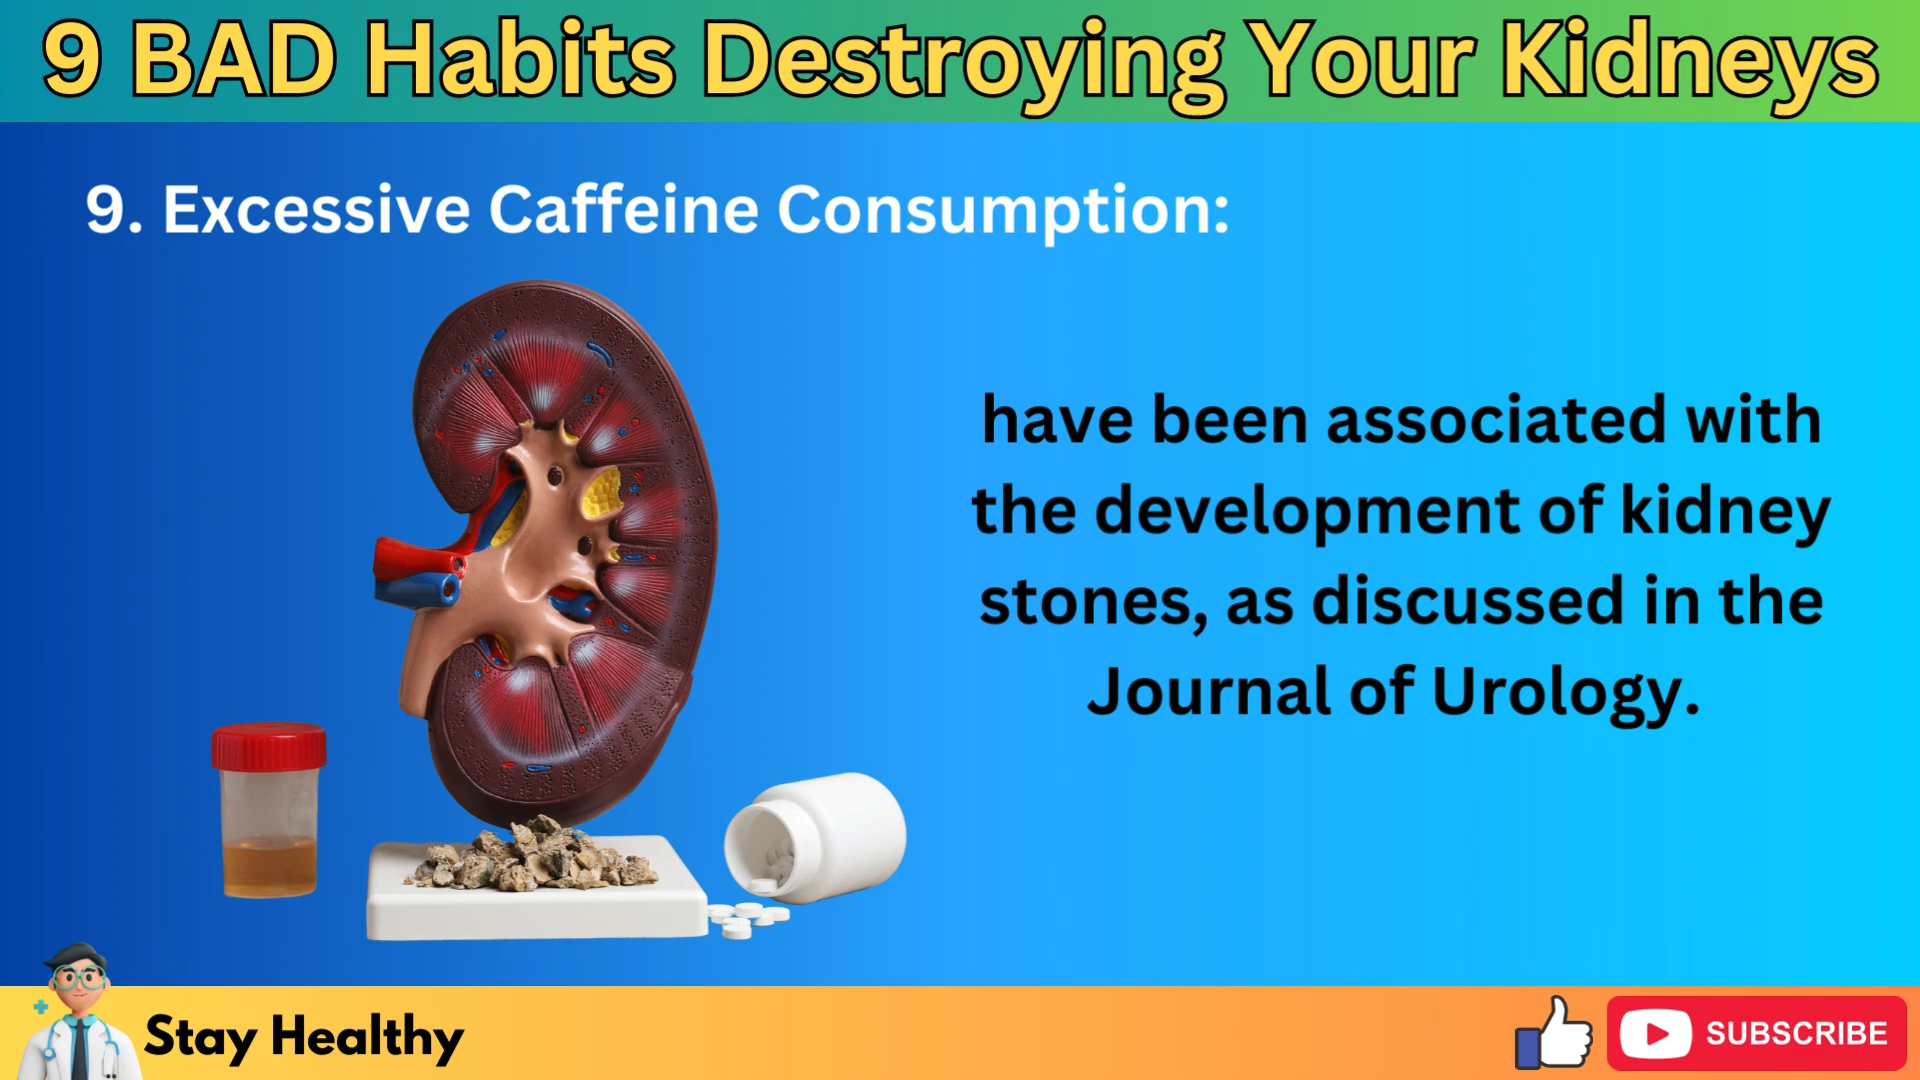 9 BAD Habits Destroying Your Kidneys
9. Excessive Caffeine Consumption:
have been associated with
the development of kidney
stones, as discussed in the
Journal of Urology.
Stay Healthy
SUBSCRIBE